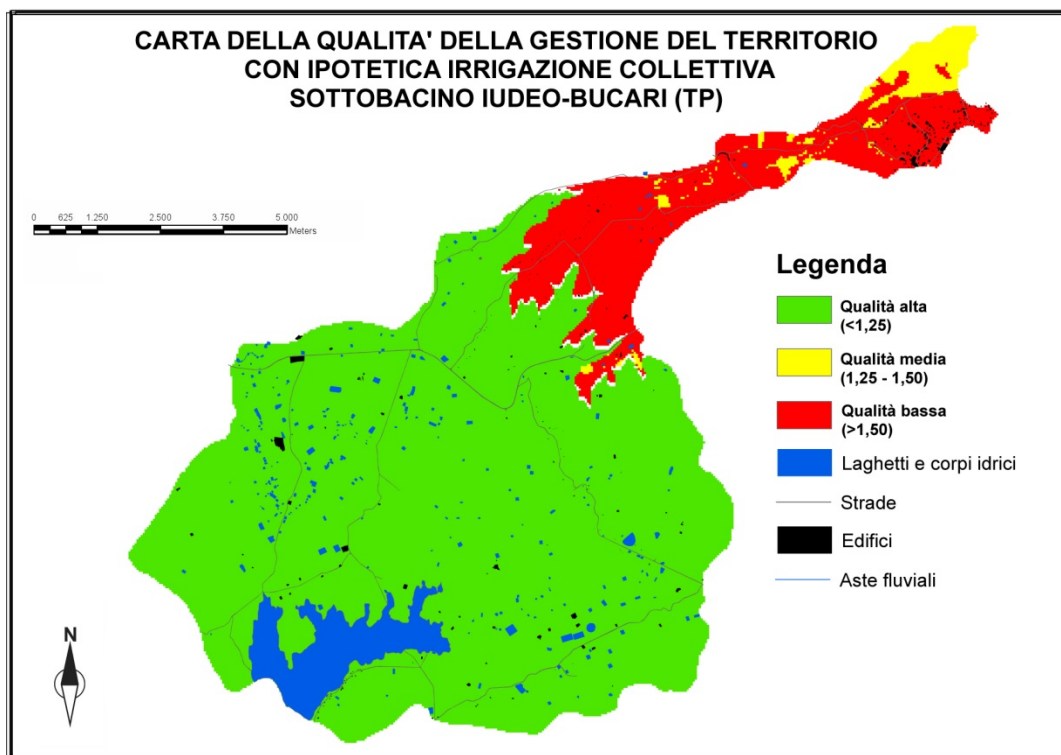 CARTA DELLA QUALITA' DELLA GESTIONE DEL TERRITORIO
CON IPOTETICA IRRIGAZIONE COLLETTIVA
SOTTOBACINO IUDEO-BUCARI (TP)
0 625 1.250 2.500 3.750 5.000
Meters
Legenda
Qualità alta
(<1,25)
Qualità media
(1,25 - 1,50)
Qualità bassa
(>1,50)
Laghetti e corpi idrici
Strade
Edifici
Aste fluviali
N